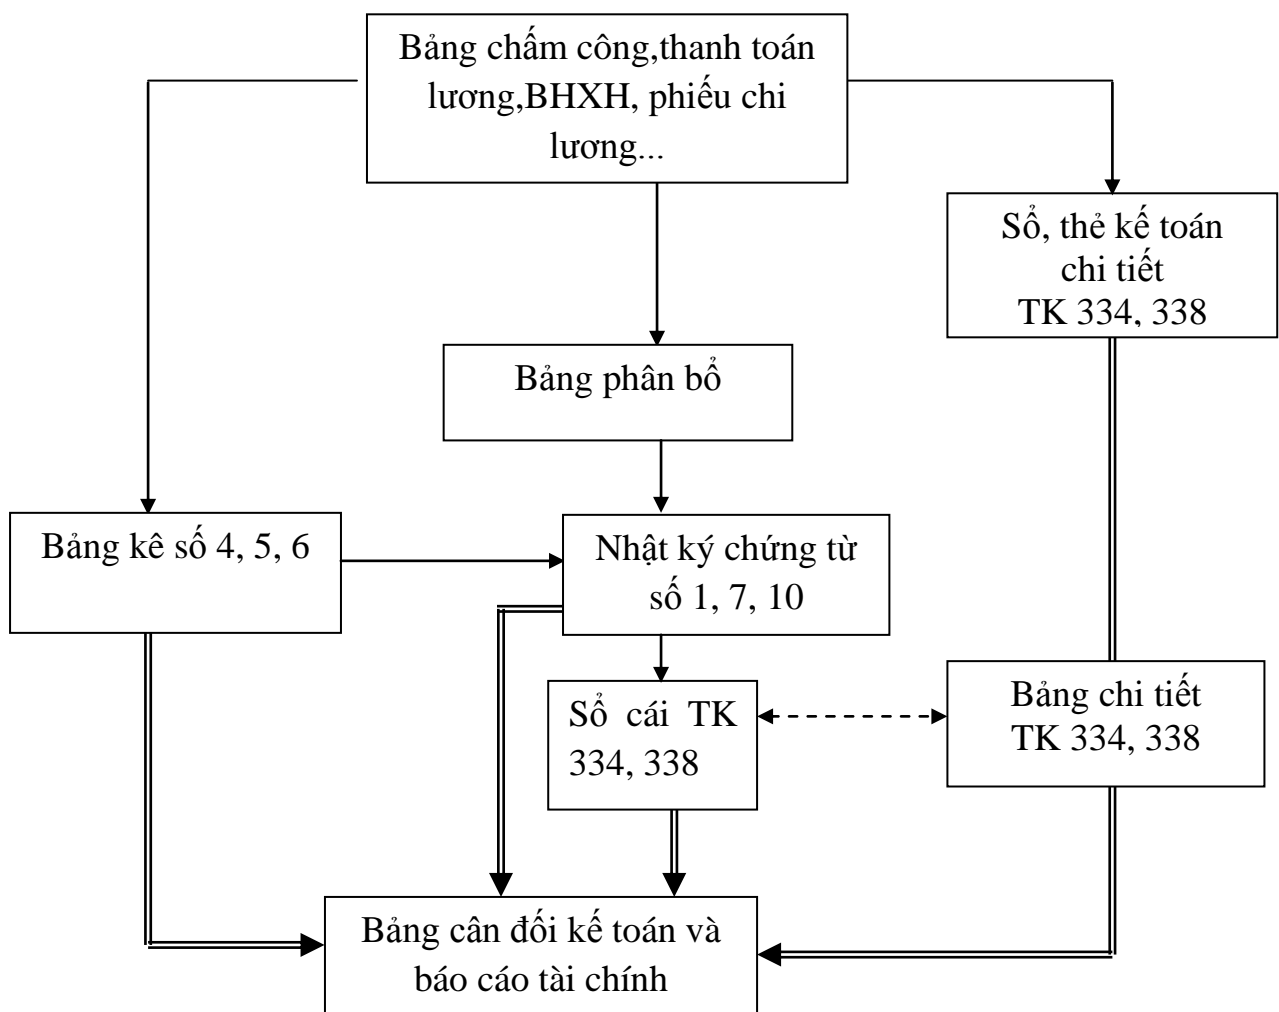 Bảng chấm công,thanh toán
lương,BHXH, phiếu chi
lương...
Sổ, thẻ kế toán
chi tiết
TK 334, 338
Bảng phân bổ
Bảng kê số 4, 5, 6
Nhật ký chứng từ
số 1, 7, 10
Sổ cái TK
334, 338
Bảng chi tiết
TK 334, 338
Bảng cân đối kế toán và
báo cáo tài chính